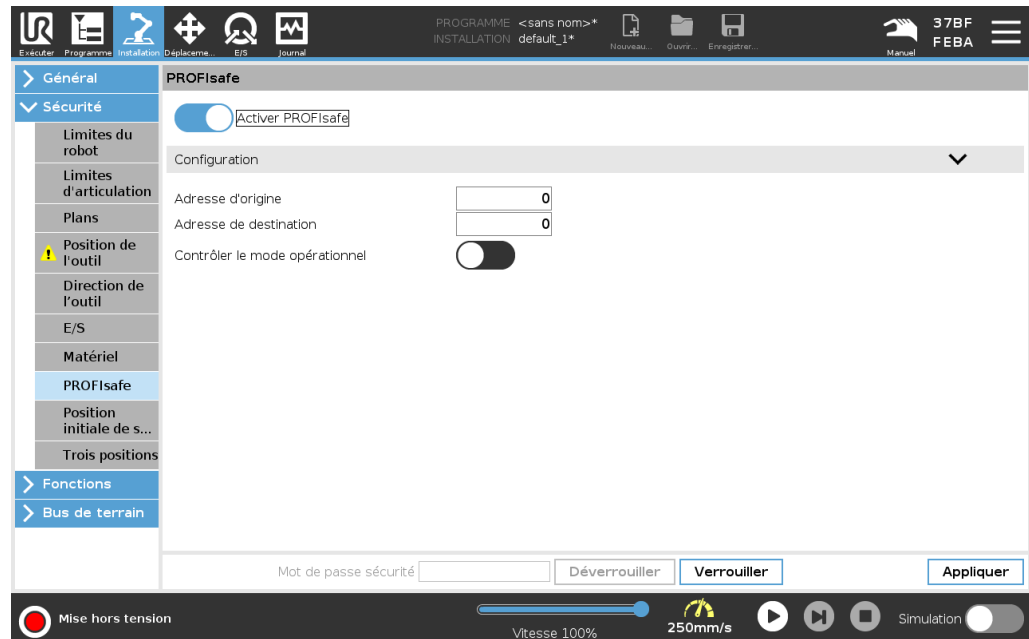 PROGRAMME <sans nom>*
INSTALLATION default_1*
Exécuter
Programme
Installation
Déplaceme...
E/S
Journal
Nouveau...
Ouvrir...
Enregistrer...
Manuel
37BF
FEBA
Général
Sécurité
Limites du
robot
Limites
d'articulation
Plans
Position de
l'outil
Direction de
l'outil
E/S
Matériel
PROFIsafe
Position
initiale de s...
Trois positions
Fonctions
Bus de terrain
PROFIsafe
Activer PROFIsafe
Configuration
Adresse d'origine 0
Adresse de destination 0
Contrôler le mode opérationnel
Mot de passe sécurité
Déverrouiller
Verrouiller
Appliquer
Mise hors tension
Vitesse 100%
250mm/s
Simulation